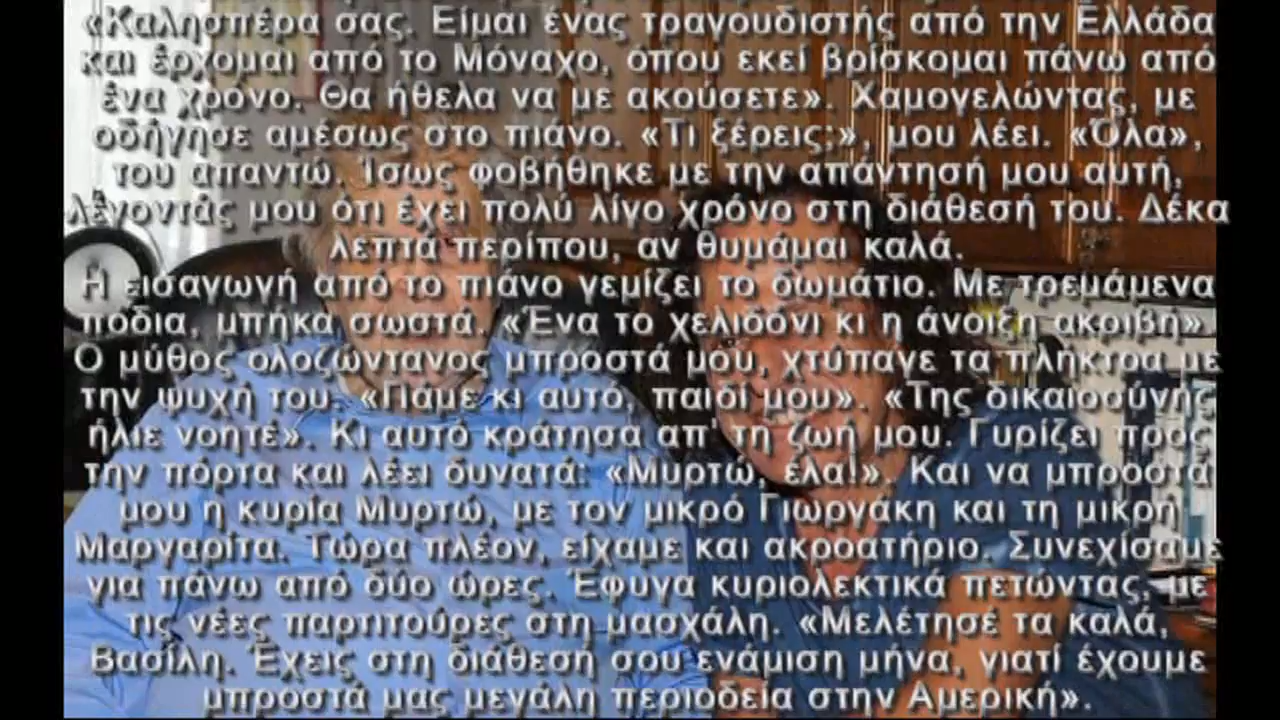 «Καλησπέρα σας. Είμαι ένας τραγουδιστής από την Ελλάδα
και έρχομαι από το Μόναχο, όπου εκεί βρίσκομαι πάνω από
ένα χρόνο. Θα ήθελα να με ακούσετε». Χαμογελώντας, με
οδήγησε αμέσως στο πιάνο. «Τι ξέρεις;», μου λέει. «Όλα»,
του απαντώ. Ίσως φοβήθηκε με την απάντησή μου αυτή,
λέγοντάς μου ότι έχει πολύ λίγο χρόνο στη διάθεσή του. Δέκα
λεπτά περίπου, αν θυμάμαι καλά.
Η εισαγωγή από το πιάνο γεμίζει το δωμάτιο. Με τρεμάμενα
πόδια, μπήκα σωστά. «Ένα το χελιδόνι κι η άνοιξη ακριβή».
Ο μύθος ολοζώντανος μπροστά μου, χτύπαγε τα πλήκτρα με
την ψυχή του. «Πάμε κι αυτό, παιδί μου». «Της δικαιοσύνης
ήλιε νοητέ». Κι αυτό κράτησα απ' τη ζωή μου. Γυρίζει προς
την πόρτα και λέει δυνατά: «Μυρτώ, έλα!». Και να μπροστά
μου η κυρία Μυρτώ, με τον μικρό Γιωργάκη και τη μικρή
Μαργαρίτα. Τώρα πλέον, είχαμε και ακροατήριο. Συνεχίσαμε
για πάνω από δύο ώρες. Έφυγα κυριολεκτικά πετώντας, με
τις νέες παρτιτούρες στη μασχάλη. «Μελέτησέ τα καλά,
Βασίλη. Έχεις στη διάθεσή σου ενάμιση μήνα, γιατί έχουμε
μπροστά μας μεγάλη περιοδεία στην Αμερική».